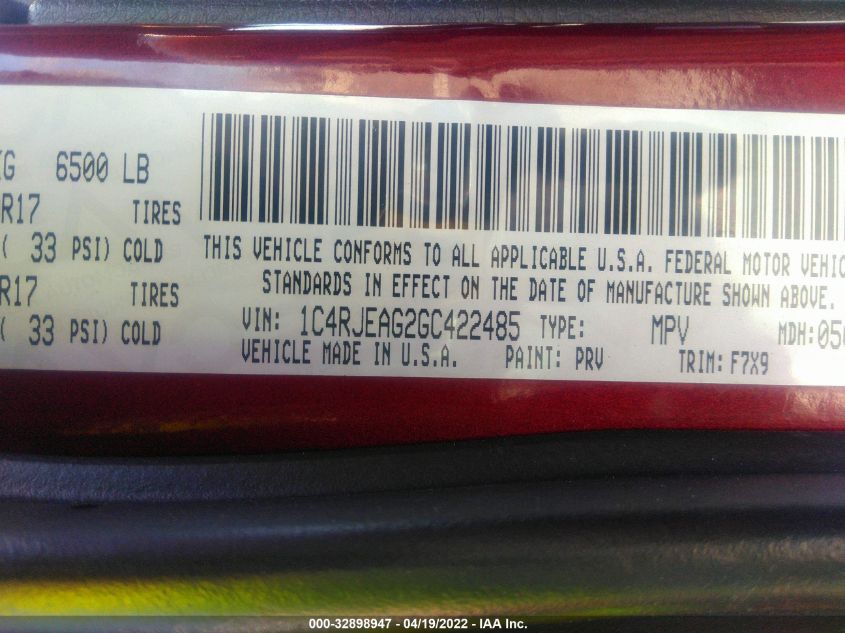 KG 6500 LB
R17 TIRES
( 33 PSI) COLD
R17 TIRES
( 33 PSI) COLD
THIS VEHICLE CONFORMS TO ALL APPLICABLE U.S.A. FEDERAL MOTOR VEHIC
STANDARDS IN EFFECT ON THE DATE OF MANUFACTURE SHOWN ABOVE.
VIN: 1C4RJEAG2GC422485 TYPE: MPV MDH:050
VEHICLE MADE IN U.S.A. PAINT: PRV TRIM: F7X9
000-32898947 - 04/19/2022 - IAA Inc.